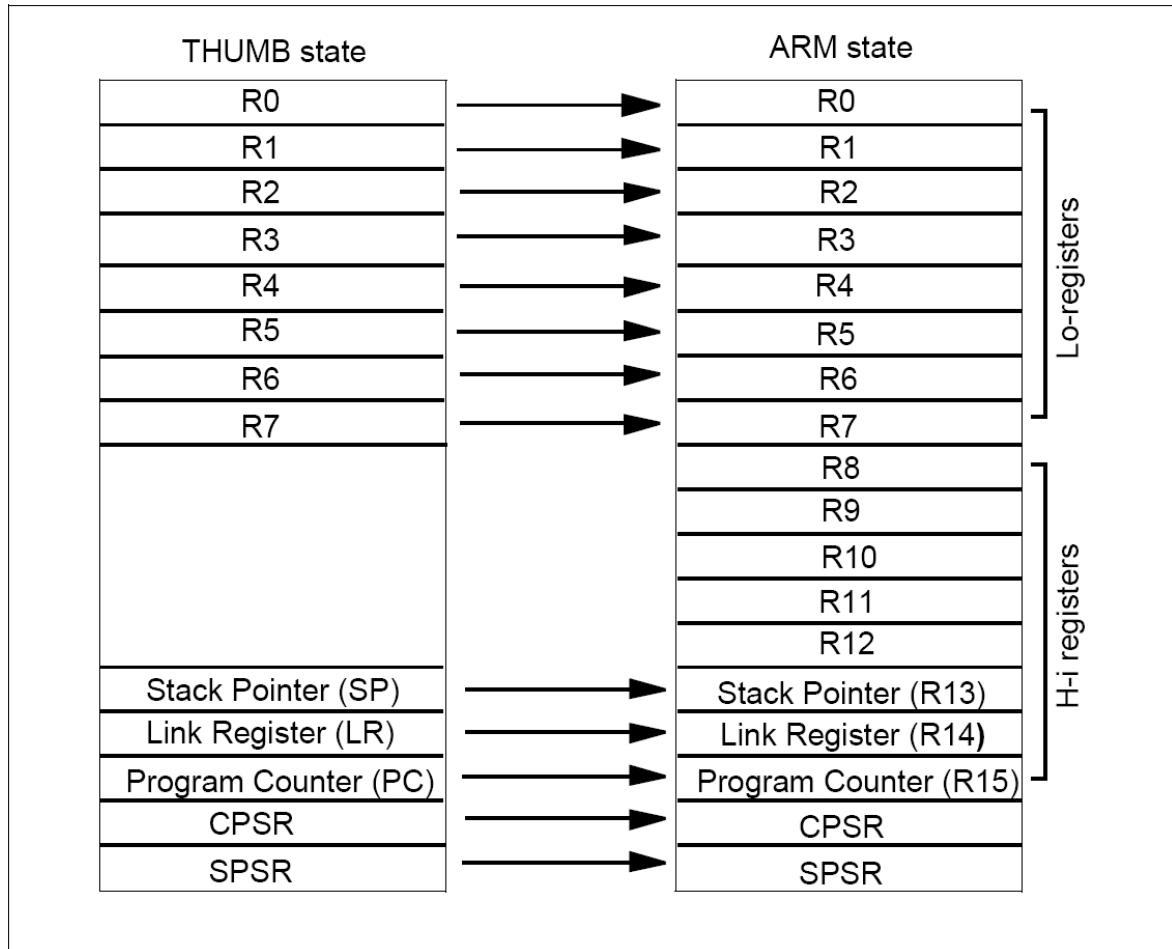 THUMB state
ARM state
R0
R0
R1
R1
R2
R2
R3
R3
R4
R4
R5
R5
R6
R6
R7
R7
R8
R9
R10
R11
R12
Stack Pointer (SP)
Stack Pointer (R13)
Link Register (LR)
Link Register (R14)
Program Counter (PC)
Program Counter (R15)
CPSR
CPSR
SPSR
SPSR
Lo-registers
H-i registers